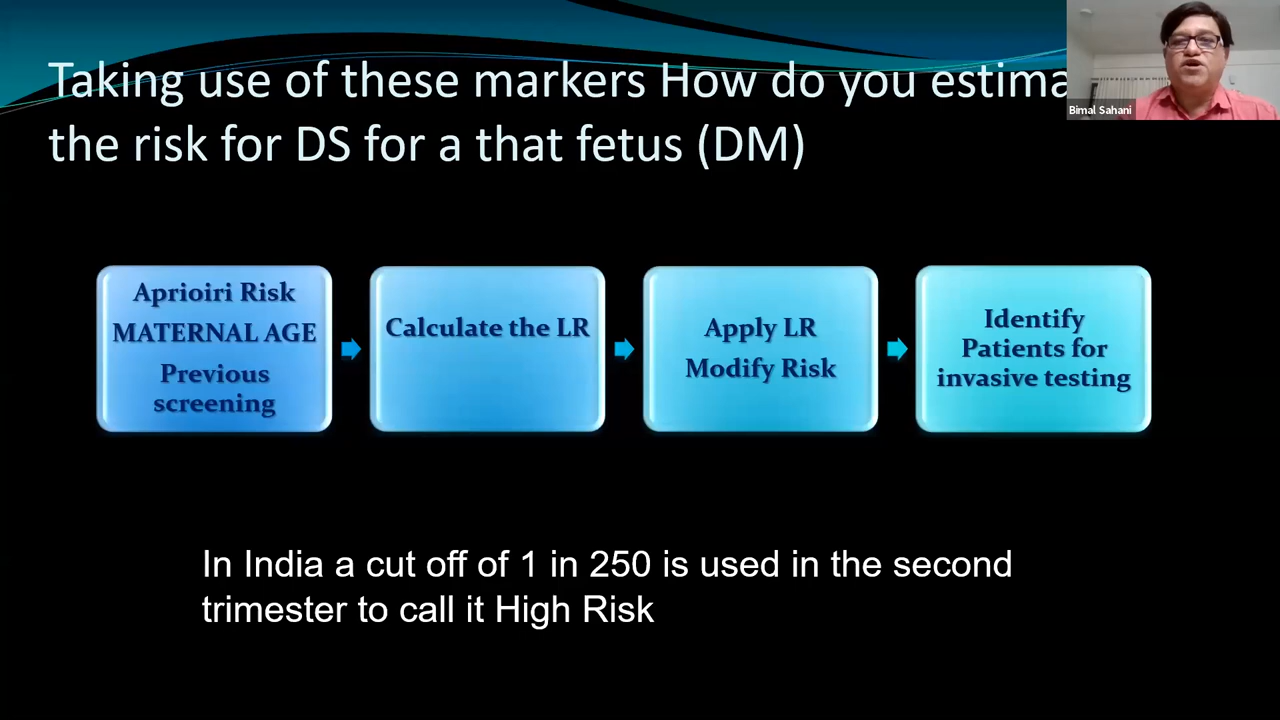 Taking use of these markers How do you estima
the risk for DS for a that fetus (DM)
Bimal Sahani
Aprioiri Risk
MATERNAL AGE
Previous
screening
Calculate the LR
Apply LR
Modify Risk
Identify
Patients for
invasive testing
In India a cut off of 1 in 250 is used in the second
trimester to call it High Risk